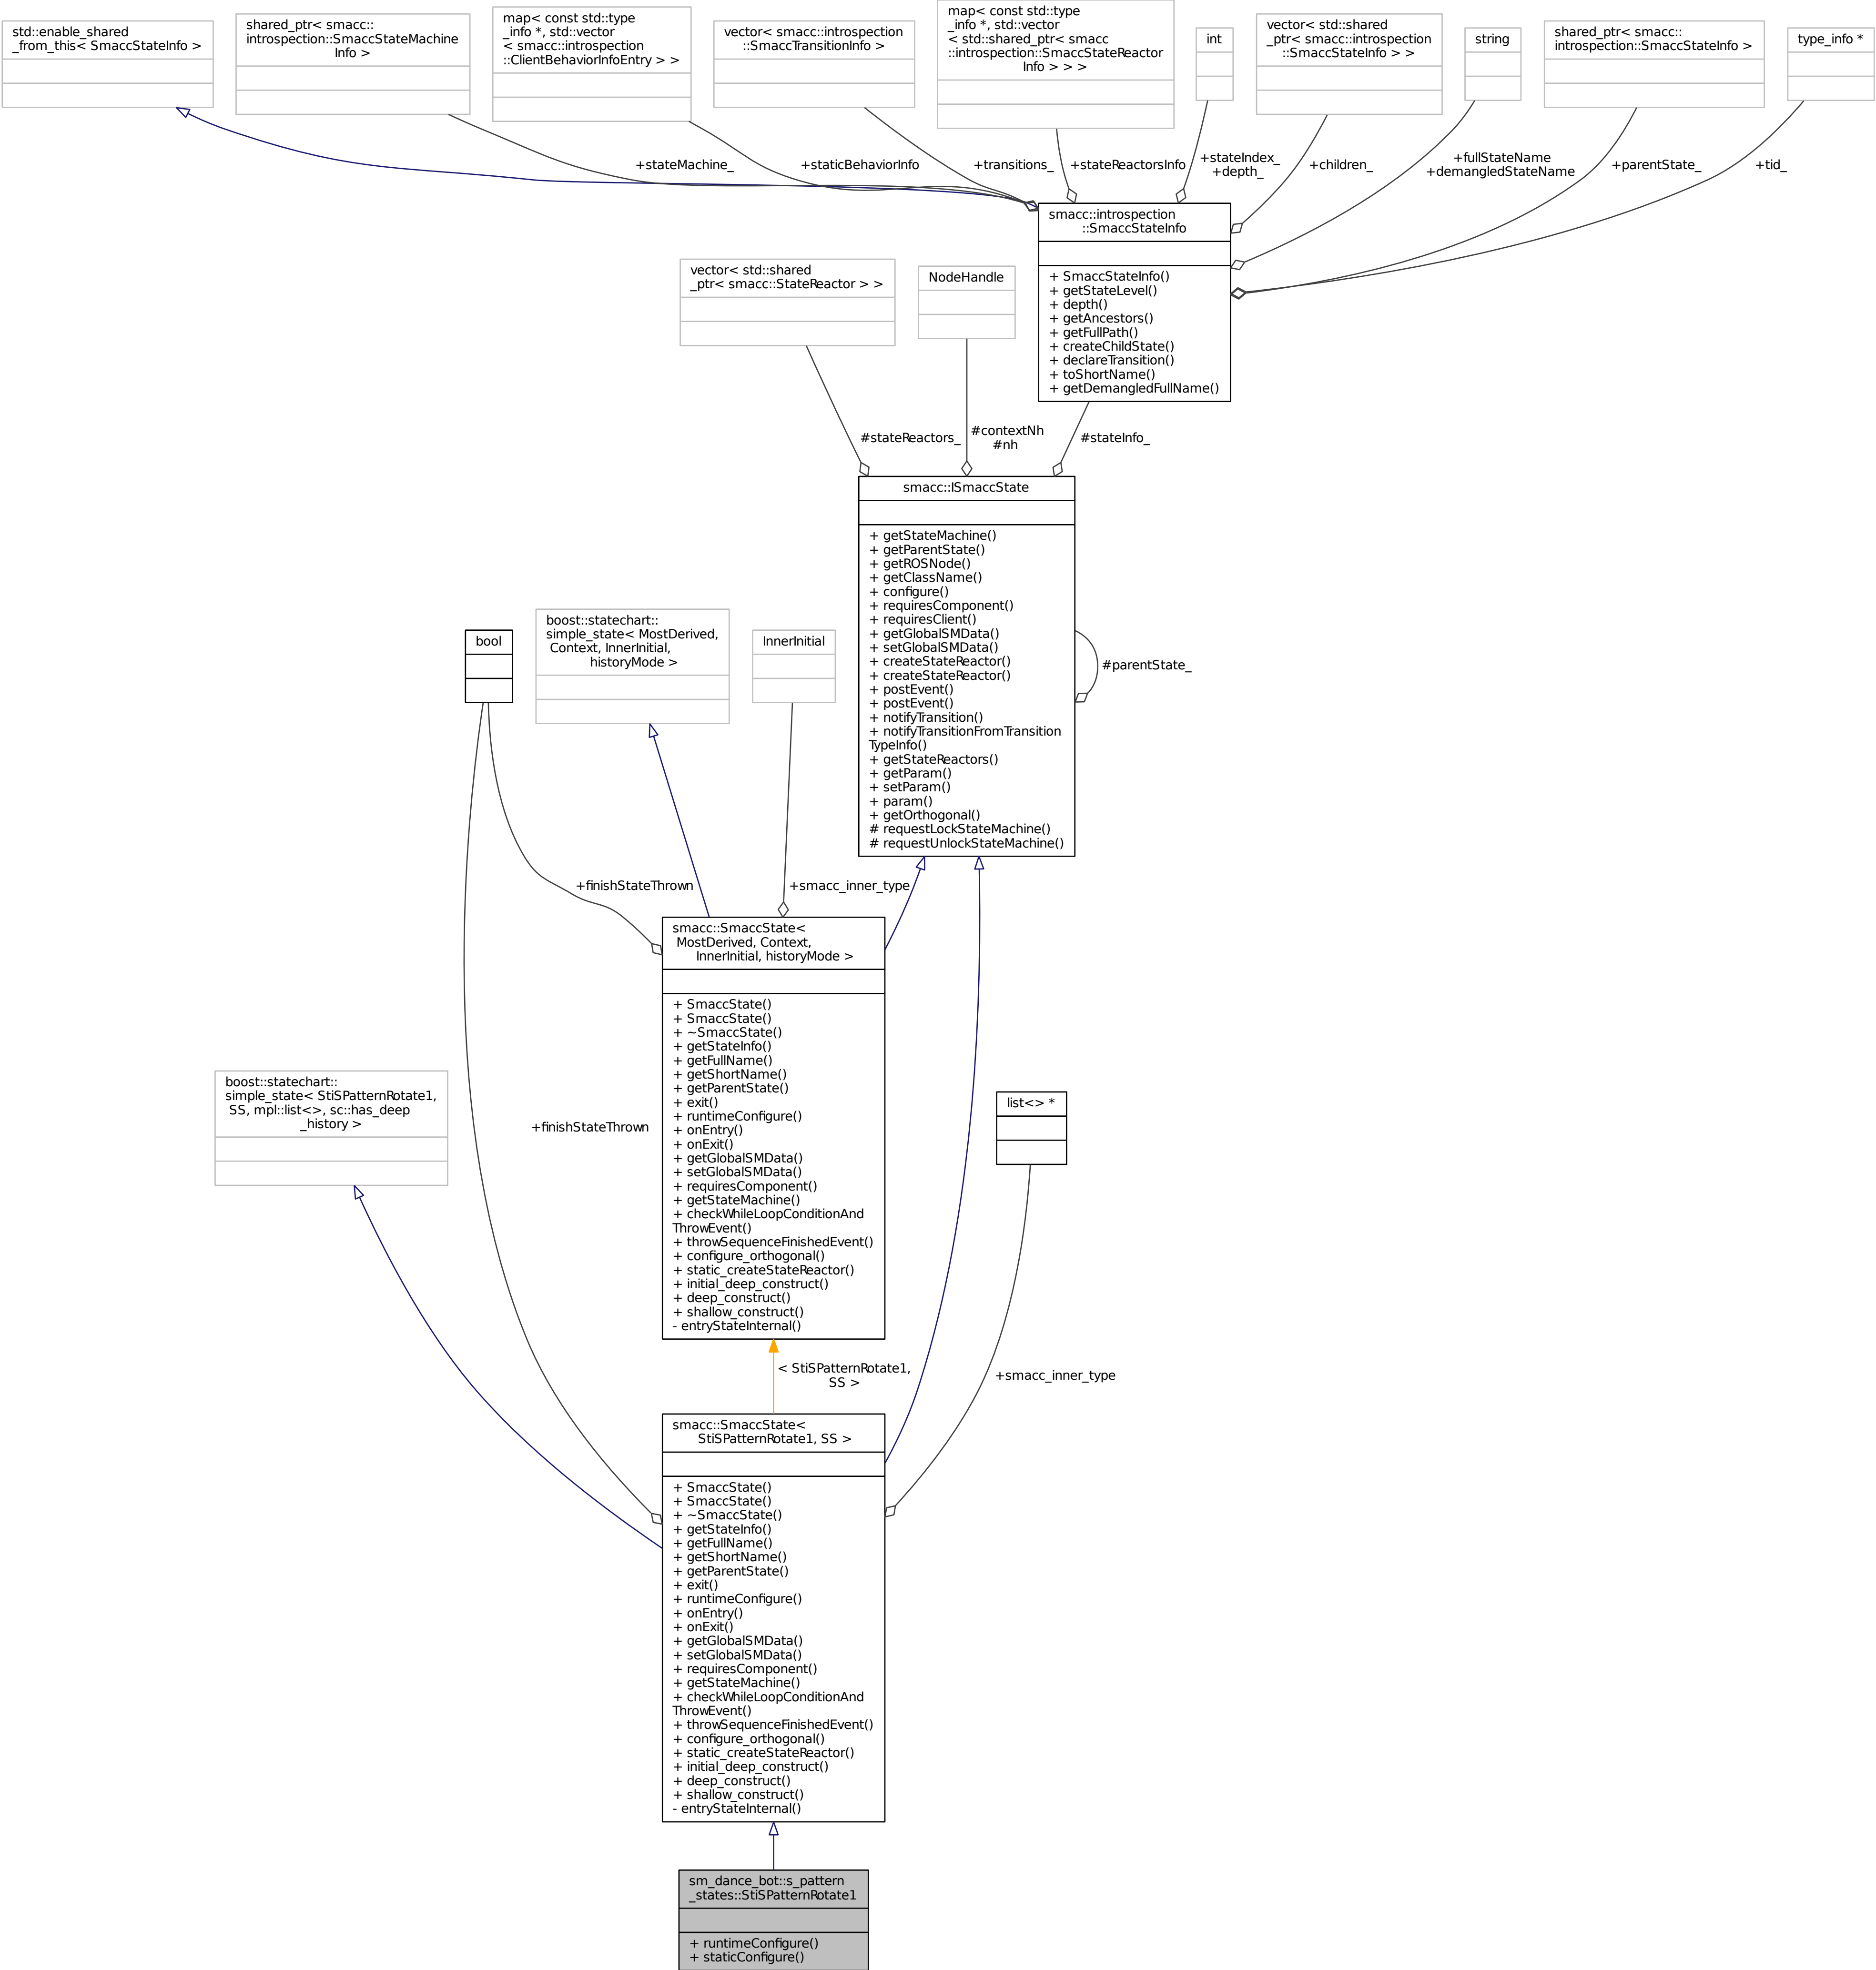 std::enable_shared
_from_this< SmaccStateInfo >
shared_ptr< smacc::
introspection::SmaccStateMachine
Info >
map< const std::type
_info *, std::vector
< smacc::introspection
::ClientBehaviorInfoEntry > >
vector< smacc::introspection
::SmaccTransitionInfo >
map< const std::type
_info *, std::vector
< std::shared_ptr< smacc
::introspection::SmaccStateReactor
Info > > >
int
vector< std::shared
_ptr< smacc::introspection
::SmaccStateInfo > >
string
shared_ptr< smacc::
introspection::SmaccStateInfo >
type_info *
+stateMachine_
+staticBehaviorInfo
+transitions_
+stateReactorsInfo
+stateIndex_
+depth_
+children_
+fullStateName
+demangledStateName
+parentState_
+tid_
smacc::introspection
::SmaccStateInfo
+ SmaccStateInfo()
+ getStateLevel()
+ depth()
+ getAncestors()
+ getFullPath()
+ createChildState()
+ declareTransition()
+ toShortName()
+ getDemangledFullName()
vector< std::shared
_ptr< smacc::StateReactor > >
NodeHandle
#stateReactors_
#contextNh
#nh
#stateInfo_
smacc::ISmaccState
+ getStateMachine()
+ getParentState()
+ getROSNode()
+ getClassName()
+ configure()
+ requiresComponent()
+ requiresClient()
+ getGlobalSMData()
+ setGlobalSMData()
+ createStateReactor()
+ createStateReactor()
+ postEvent()
+ postEvent()
+ notifyTransition()
+ notifyTransitionFromTransition
TypeInfo()
+ getStateReactors()
+ getParam()
+ setParam()
+ param()
+ getOrthogonal()
# requestLockStateMachine()
# requestUnlockStateMachine()
#parentState_
bool
boost::statechart::
simple_state< MostDerived,
Context, InnerInitial,
historyMode >
InnerInitial
+finishStateThrown
+smacc_inner_type
smacc::SmaccState<
MostDerived, Context,
InnerInitial, historyMode >
+ SmaccState()
+ SmaccState()
+ ~SmaccState()
+ getStateInfo()
+ getFullName()
+ getShortName()
+ getParentState()
+ exit()
+ runtimeConfigure()
+ onEntry()
+ onExit()
+ getGlobalSMData()
+ setGlobalSMData()
+ requiresComponent()
+ getStateMachine()
+ checkWhileLoopConditionAnd
ThrowEvent()
+ throwSequenceFinishedEvent()
+ configure_orthogonal()
+ static_createStateReactor()
+ initial_deep_construct()
+ deep_construct()
+ shallow_construct()
- entryStateInternal()
boost::statechart::
simple_state< StiSPatternRotate1,
SS, mpl::list<>, sc::has_deep
_history >
+finishStateThrown
list<> *
< StiSPatternRotate1,
SS >
+smacc_inner_type
smacc::SmaccState<
StiSPatternRotate1, SS >
+ SmaccState()
+ SmaccState()
+ ~SmaccState()
+ getStateInfo()
+ getFullName()
+ getShortName()
+ getParentState()
+ exit()
+ runtimeConfigure()
+ onEntry()
+ onExit()
+ getGlobalSMData()
+ setGlobalSMData()
+ requiresComponent()
+ getStateMachine()
+ checkWhileLoopConditionAnd
ThrowEvent()
+ throwSequenceFinishedEvent()
+ configure_orthogonal()
+ static_createStateReactor()
+ initial_deep_construct()
+ deep_construct()
+ shallow_construct()
- entryStateInternal()
sm_dance_bot::s_pattern
_states::StiSPatternRotate1
+ runtimeConfigure()
+ staticConfigure()